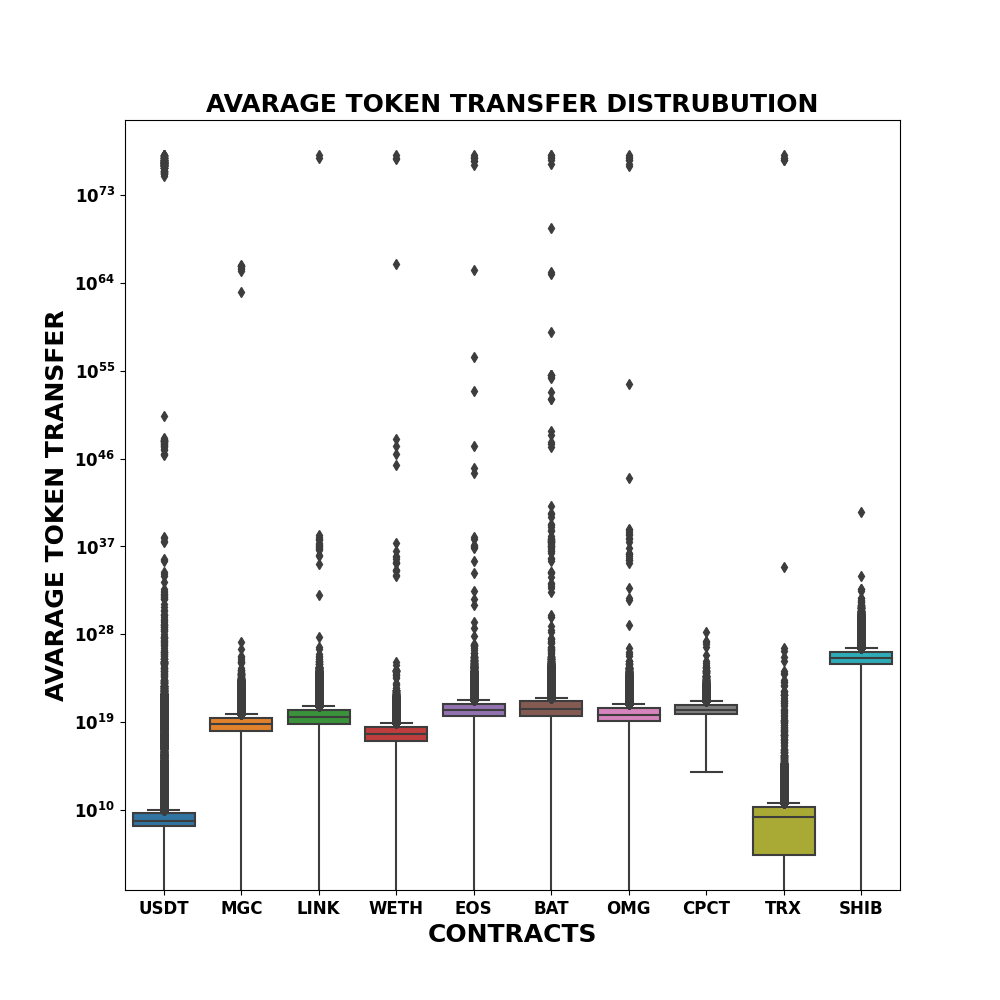 AVARAGE TOKEN TRANSFER DISTRUBUTION
AVARAGE TOKEN TRANSFER
10^73
10^64
10^55
10^46
10^37
10^28
10^19
10^10
USDT MGC LINK WETH EOS BAT OMG CPCT TRX SHIB
CONTRACTS